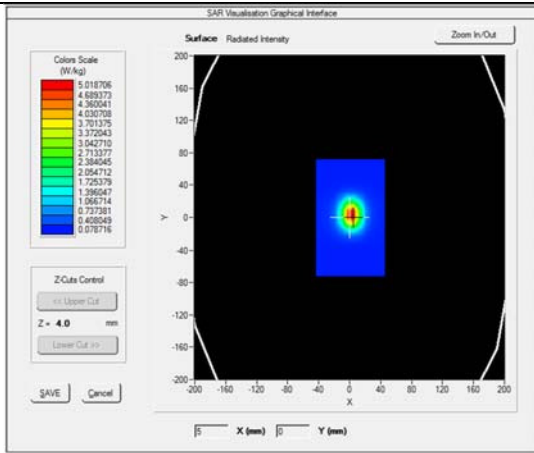 SAR Visualisation Graphical Interface
Surface Radiated Intensity
Zoom In/Out
Colors Scale
(W/kg)
5.018706
4.689373
4.360041
4.030708
3.701375
3.372043
3.042710
2.713377
2.384045
2.054712
1.725379
1.396047
1.066714
0.737381
0.408049
0.078716
Z-Cuts Control
<< Upper Cut
Z = 4.0 mm
Lower Cut >>
SAVE Cancel
200
160
120
80
40
0
-40
-80
-120
-160
-200
Y
-200 -160 -120 -80 -40 0 40 80 120 160 200
X
5 X (mm) 0 Y (mm)